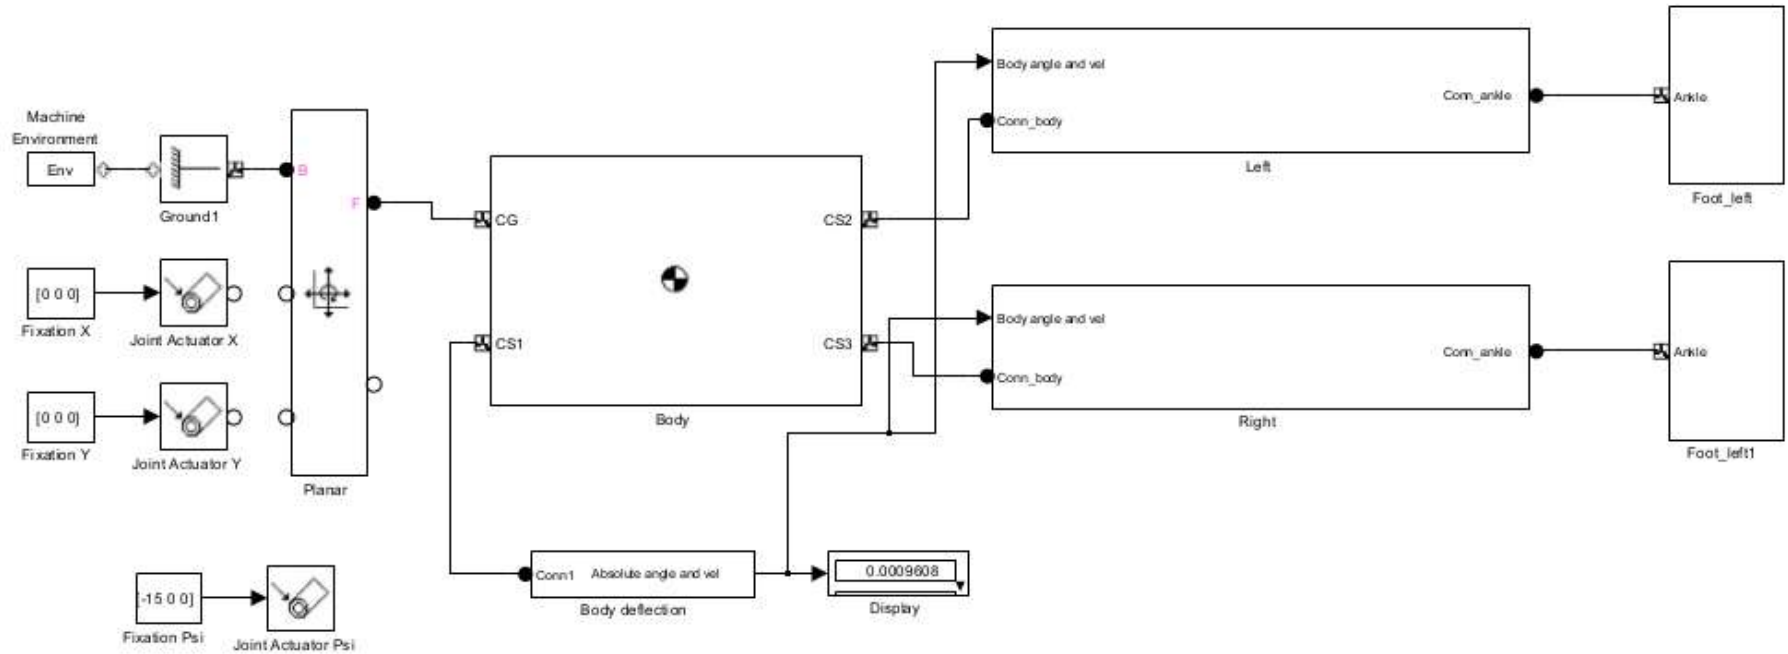 Machine
Environment
Env
Ground1
B
F
[0 0 0]
Fixation X
Joint Actuator X
[0 0 0]
Fixation Y
Joint Actuator Y
Planar
[-15 0 0]
Fixation Psi
Joint Actuator Psi
CG
CS1
CS2
CS3
Body
Conn1
Absolute angle and vel
Body deflection
0.0009608
Display
Body angle and vel
Conn_body
Conn_ankle
Left
Ankle
Foot_left
Body angle and vel
Conn_body
Conn_ankle
Right
Ankle
Foot_left1